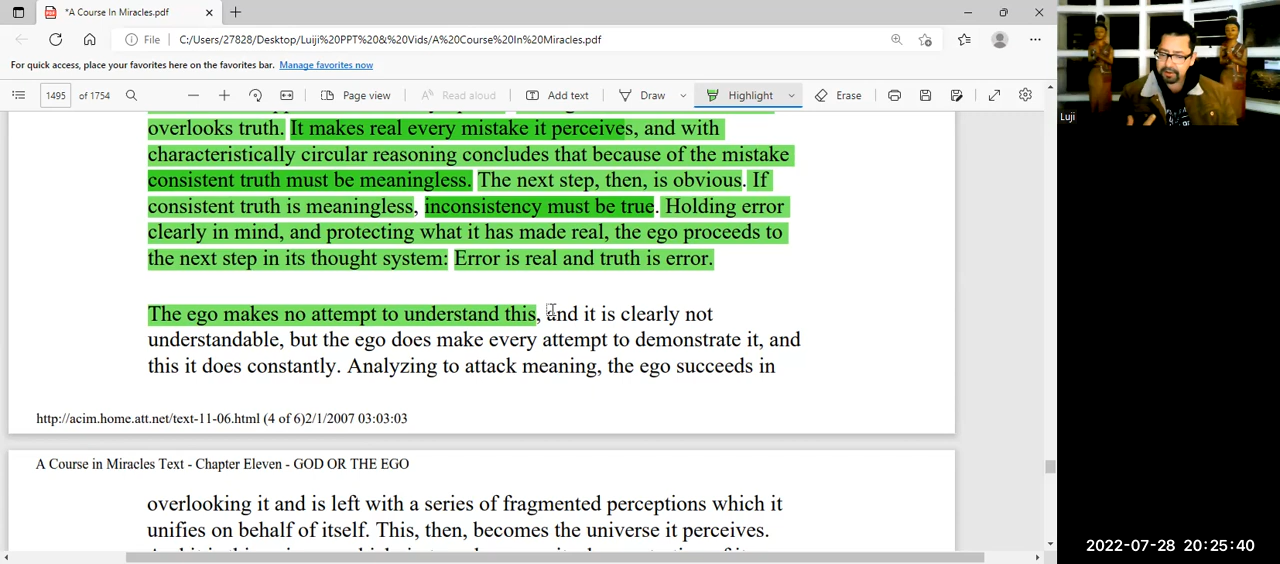 *A Course In Miracles.pdf
File C:/Users/27828/Desktop/Luiji%20PPT%20&%20Vids/A%20Course%20In%20Miracles.pdf
For quick access, place your favorites here on the favorites bar. Manage favorites now
1495 of 1754 Page view Read aloud Add text Draw Highlight Erase
overlooks truth. It makes real every mistake it perceives, and with
characteristically circular reasoning concludes that because of the mistake
consistent truth must be meaningless. The next step, then, is obvious. If
consistent truth is meaningless, inconsistency must be true. Holding error
clearly in mind, and protecting what it has made real, the ego proceeds to
the next step in its thought system: Error is real and truth is error.
The ego makes no attempt to understand this, and it is clearly not
understandable, but the ego does make every attempt to demonstrate it, and
this it does constantly. Analyzing to attack meaning, the ego succeeds in
http://acim.home.att.net/text-11-06.html (4 of 6)2/1/2007 03:03:03
A Course in Miracles Text - Chapter Eleven - GOD OR THE EGO
overlooking it and is left with a series of fragmented perceptions which it
unifies on behalf of itself. This, then, becomes the universe it perceives.
Luji
2022-07-28 20:25:40